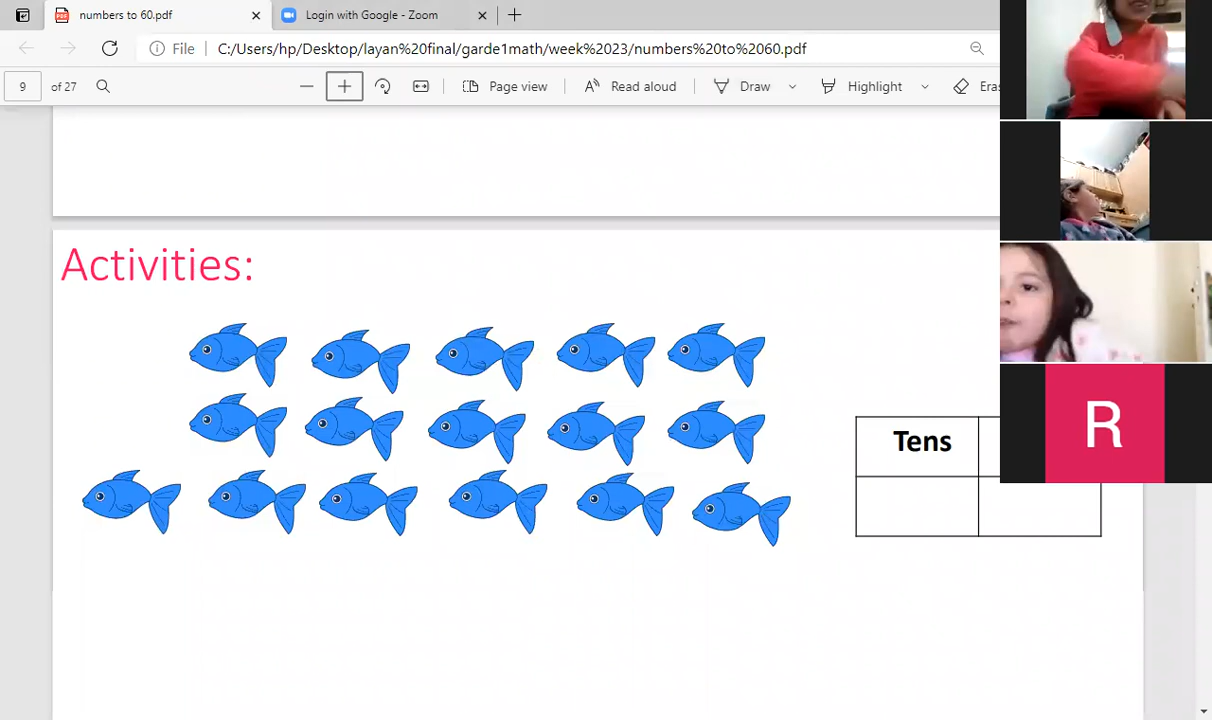 numbers to 60.pdf
Login with Google - Zoom
File
C:/Users/hp/Desktop/layan%20final/garde1math/week%2023/numbers%20to%2060.pdf
9 of 27
Page view
Read aloud
Draw
Highlight
Eras
Activities:
Tens
R